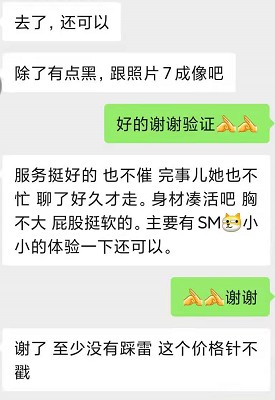 去了，还可以
除了有点黑，跟照片7成像吧
好的谢谢验证
服务挺好的 也不催 完事儿她也不
忙 聊了好久才走。身材凑活吧 胸
不大 屁股挺软的。主要有SM小
小的体验一下还可以。
谢谢
谢了 至少没有踩雷 这个价格针不
戳